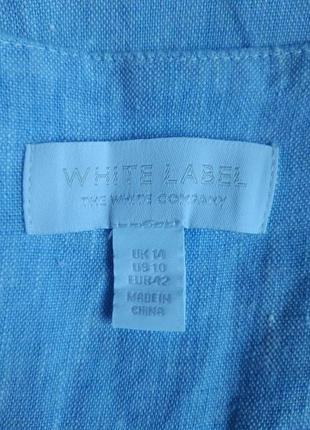 WHITE LABEL
THE WHITE COMPANY
UK 14
US 10
EUR 42
MADE IN
CHINA